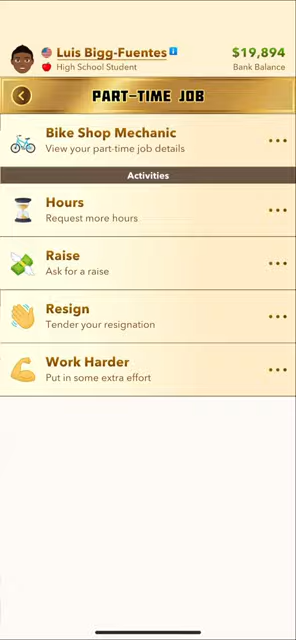 Luis Bigg-Fuentes
$19,894
High School Student
Bank Balance
PART-TIME JOB
Bike Shop Mechanic
View your part-time job details
Activities
Hours
Request more hours
Raise
Ask for a raise
Resign
Tender your resignation
Work Harder
Put in some extra effort